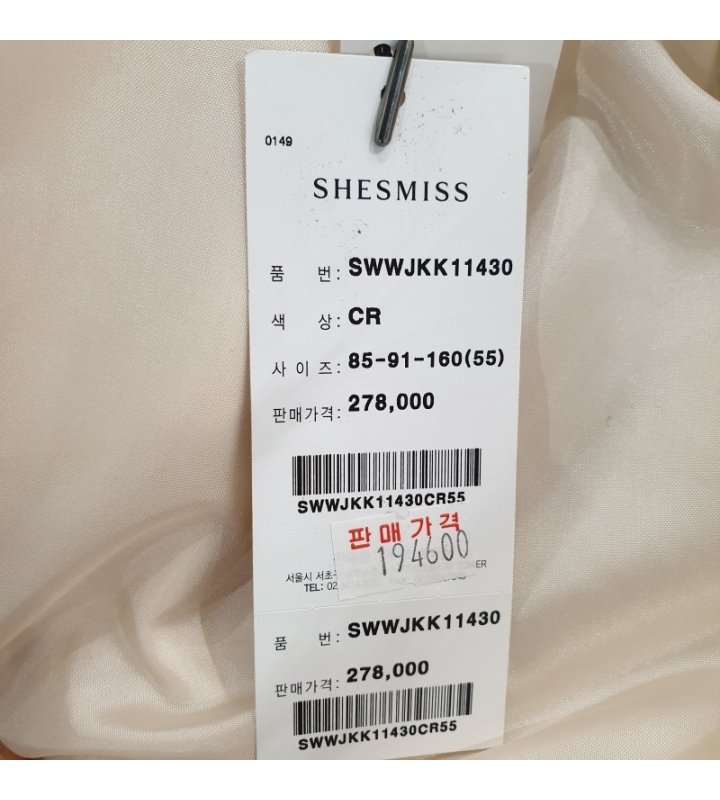 0149
SHESMISS
품 번: SWWJKK11430
색 상: CR
사 이 즈: 85-91-160(55)
판매가격: 278,000
SWWJKK11430CR55
판매가격
194600
서울시 서초
TEL: 02
품 번: SWWJKK11430
판매가격: 278,000
SWWJKK11430CR55